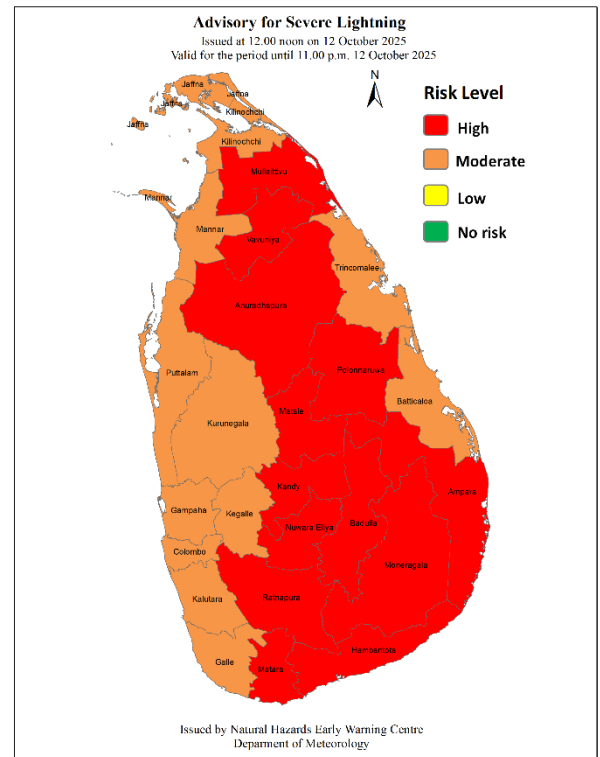 Advisory for Severe Lightning
Issued at 12.00 noon on 12 October 2025
Valid for the period until 11.00 p.m. 12 October 2025
N
Risk Level
High
Moderate
Low
No risk
Jaffna
Jaffna
Jaffna
Jaffna
Kilinochchi
Kilinochchi
Mullaittivu
Mannar
Mannar
Vavuniya
Trincomalee
Anuradhapura
Polonnaruwa
Puttalam
Batticaloa
Matale
Kurunegala
Kandy
Ampara
Gampaha
Kegalle
Nuwara Eliya
Badulla
Colombo
Moneragala
Kalutara
Ratnapura
Hambantota
Galle
Matara
Issued by Natural Hazards Early Warning Centre
Deparment of Meteorology